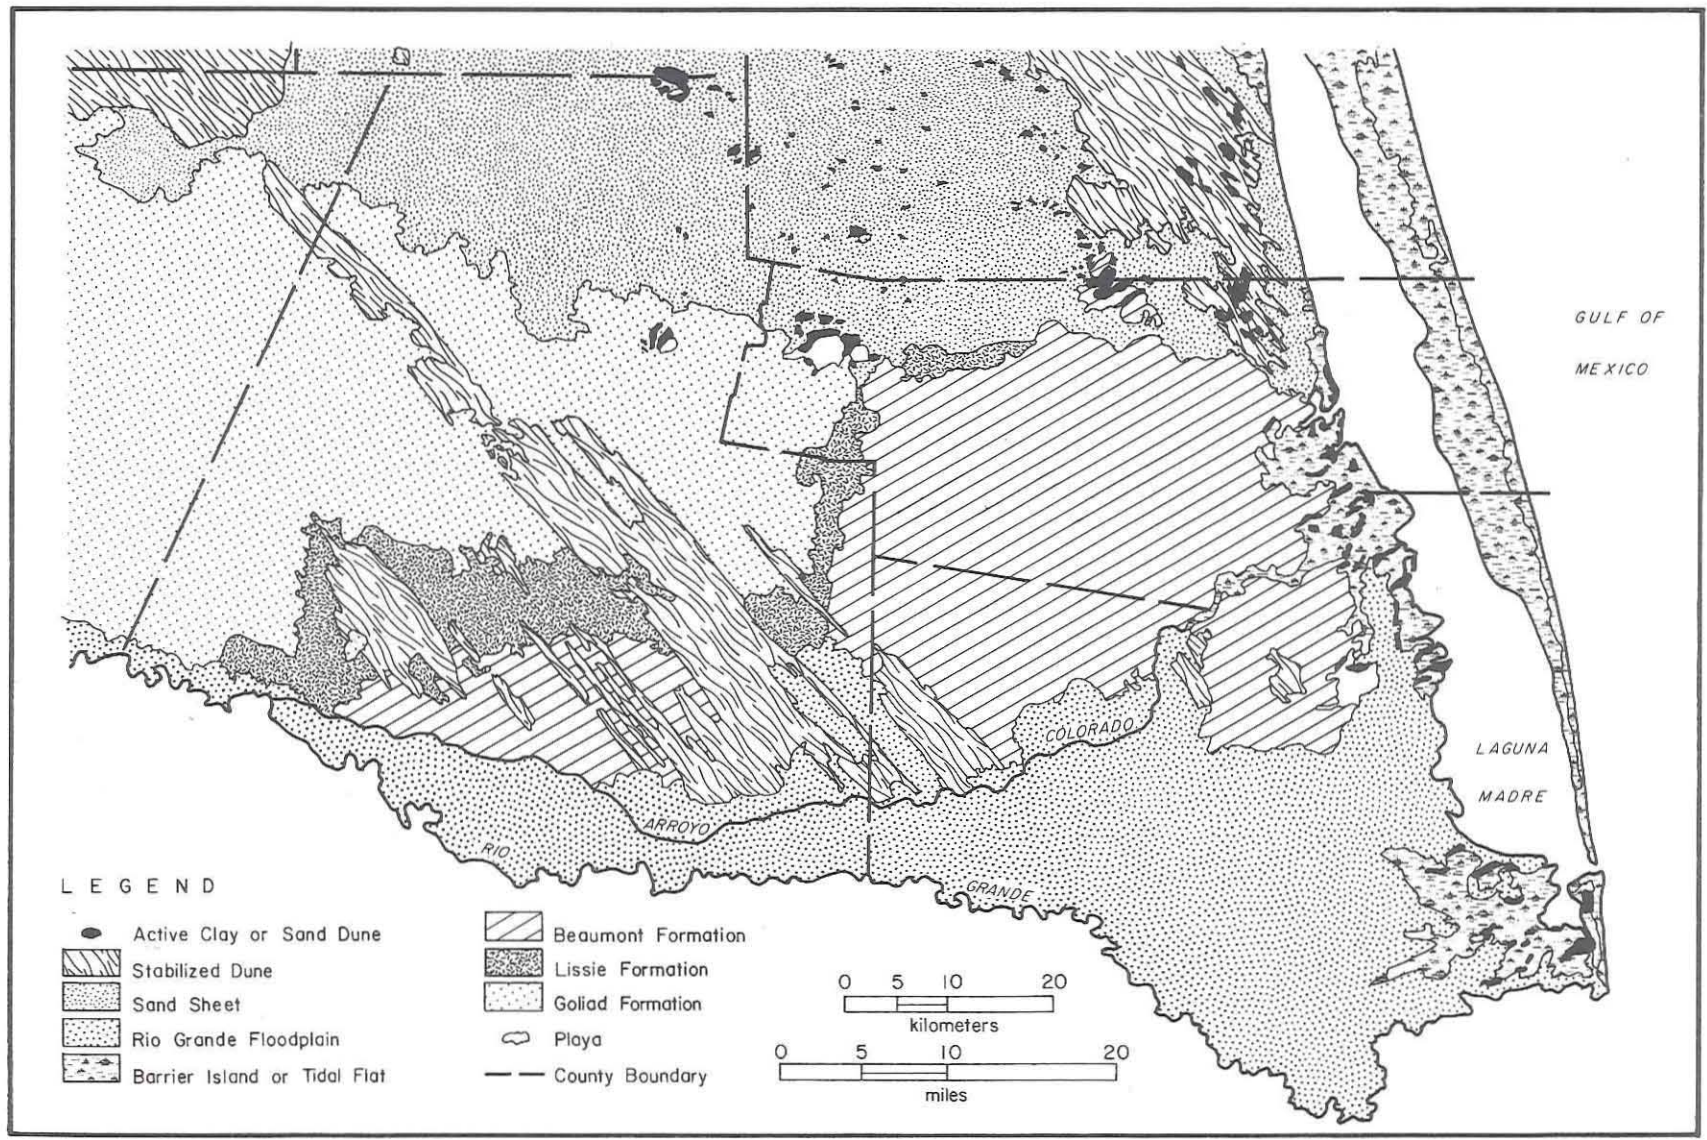 GULF OF
MEXICO
COLORADO
LAGUNA
MADRE
ARROYO
RIO
GRANDE
LEGEND
Active Clay or Sand Dune
Stabilized Dune
Sand Sheet
Rio Grande Floodplain
Barrier Island or Tidal Flat
Beaumont Formation
Lissie Formation
Goliad Formation
Playa
County Boundary
0 5 10 20
kilometers
0 5 10 20
miles